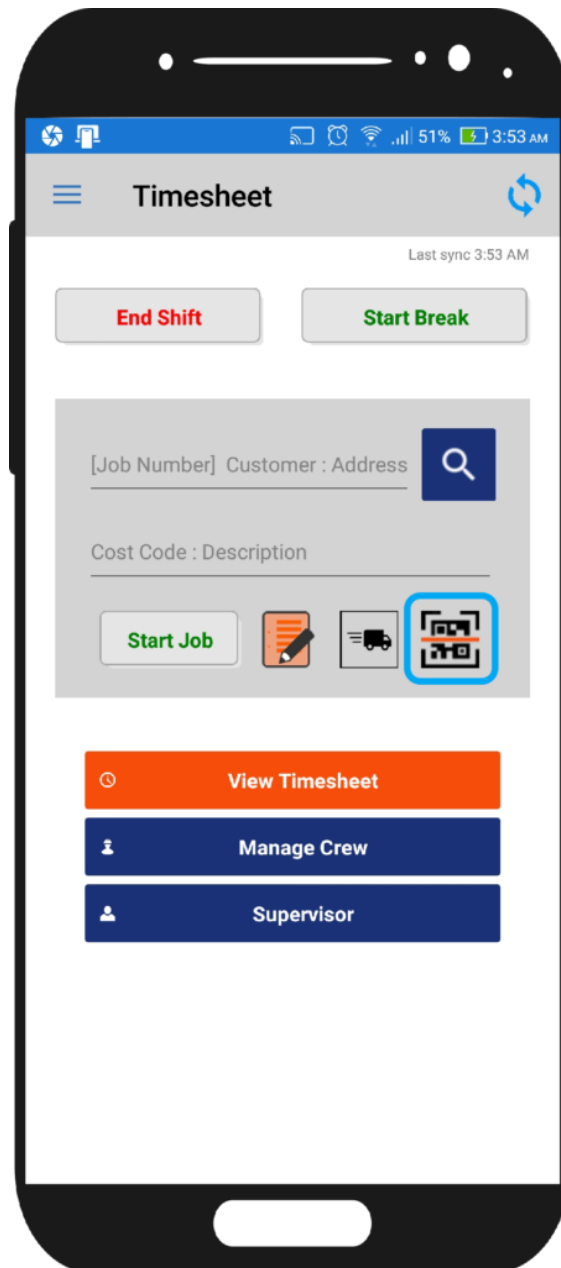 51% 3:53 AM
Timesheet
Last sync 3:53 AM
End Shift Start Break
[Job Number] Customer : Address
Cost Code : Description
Start Job
View Timesheet
Manage Crew
Supervisor